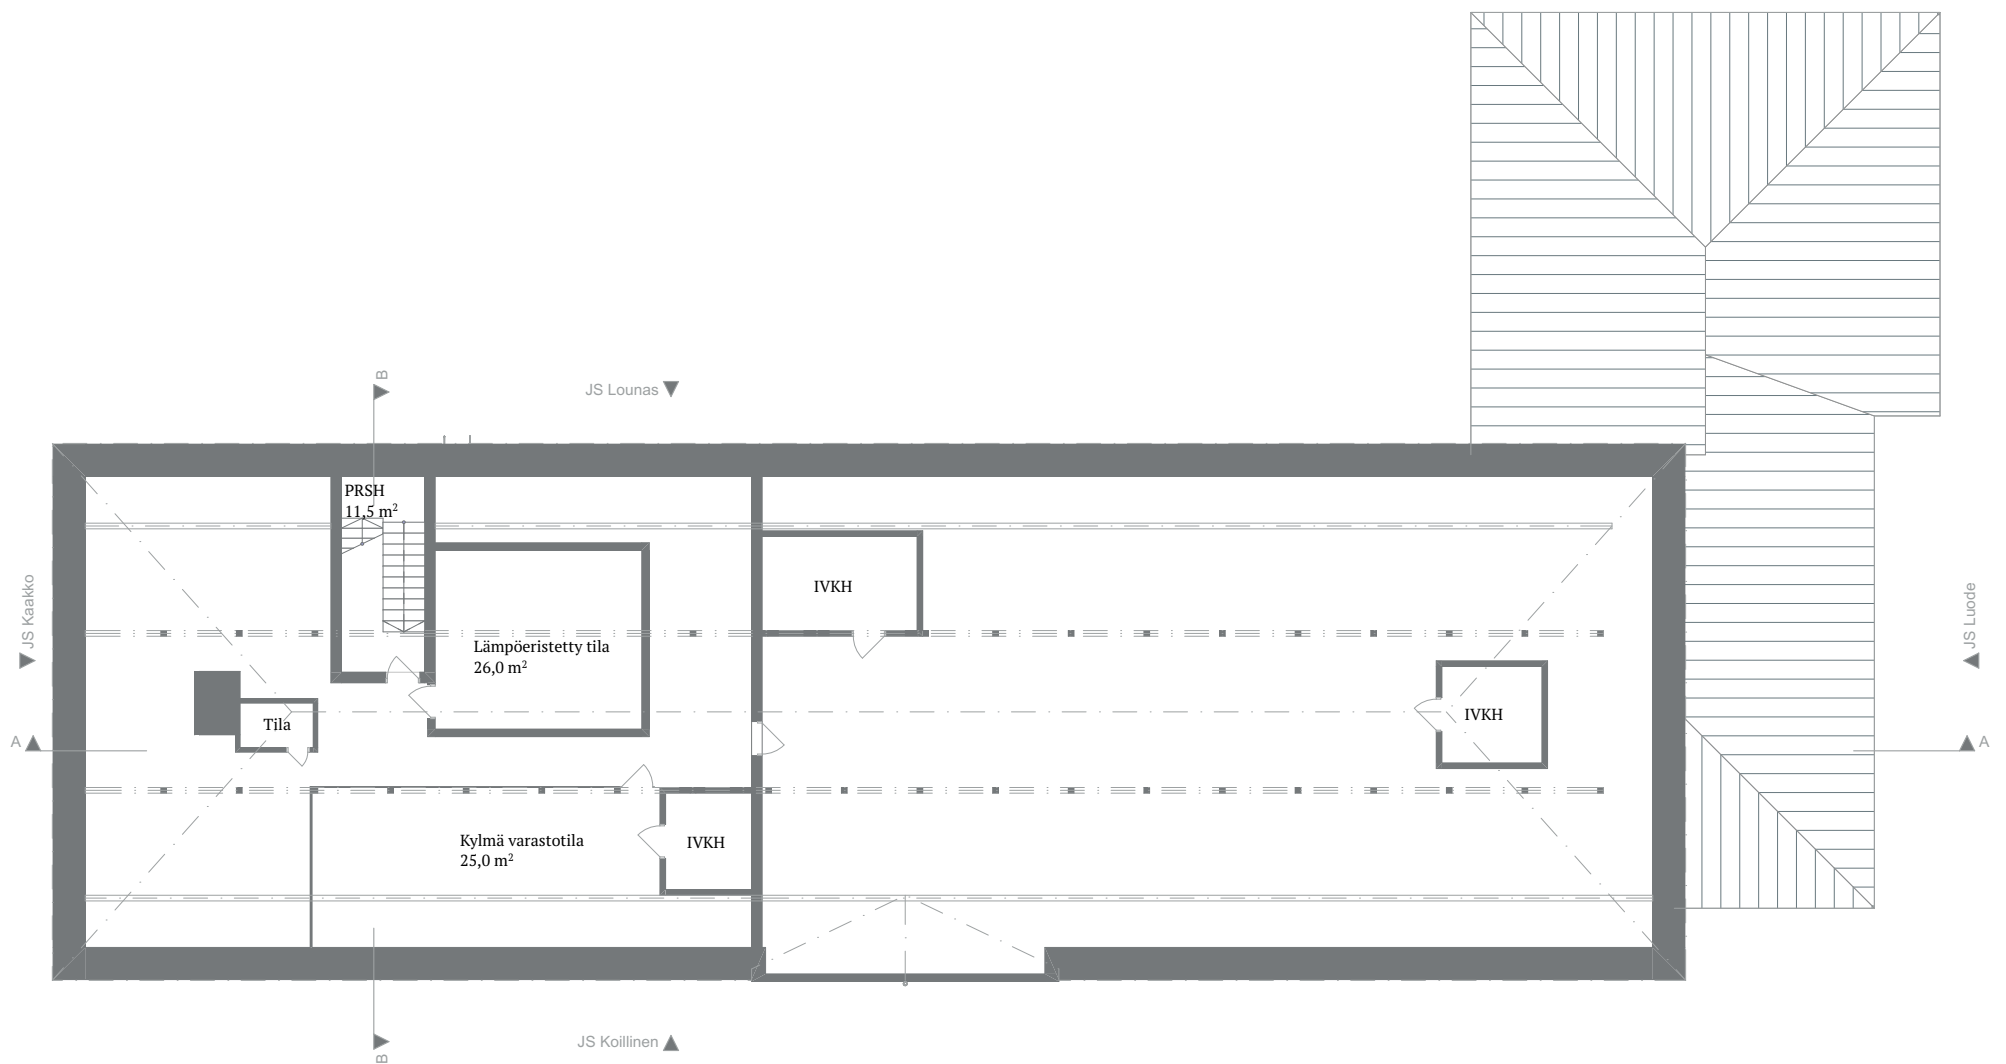 B
JS Lounas
PRSH
11,5 m²
IVKH
JS Kaakko
JS Luode
Lämpöeristetty tila
26,0 m²
Tila
IVKH
A
A
Kylmä varastotila
25,0 m²
IVKH
JS Koillinen
B